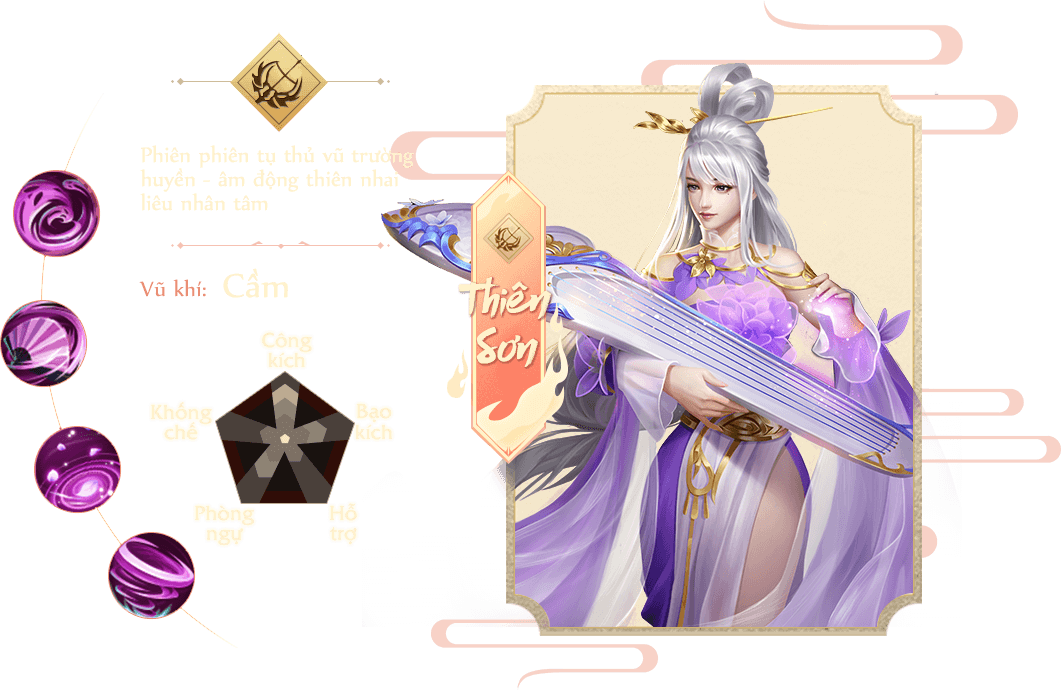 Phiên phiên tụ thủ vũ trường
huyền - âm động thiên nhai
liêu nhân tâm
Vũ khí: Cầm
Thiên
Sơn
Công
kích
Khống
chế
Bạo
kích
Phòng
ngự
Hỗ
trợ